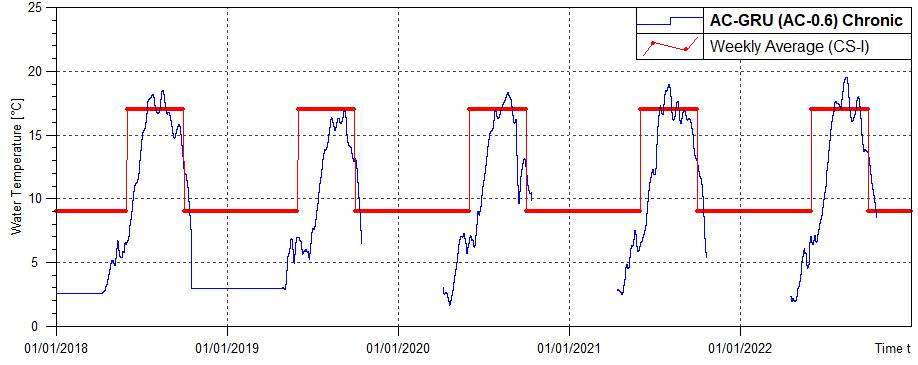 25
20
15
10
5
0
Water Temperature [°C]
AC-GRU (AC-0.6) Chronic
Weekly Average (CS-I)
01/01/2018 01/01/2019 01/01/2020 01/01/2021 01/01/2022 Time t